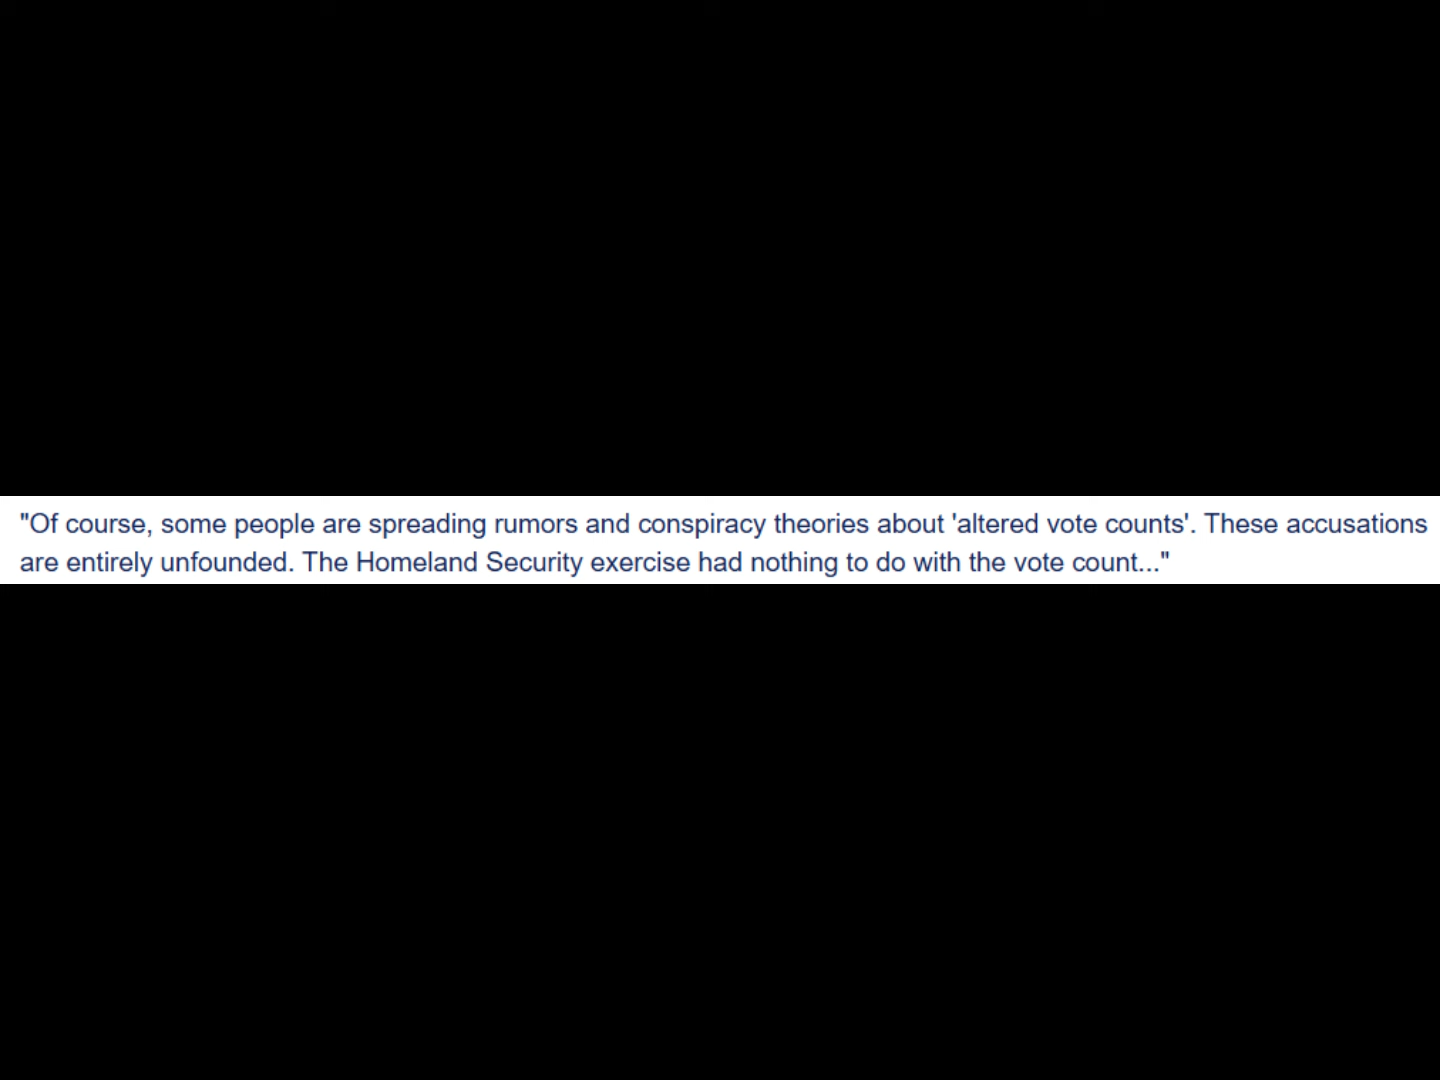 "Of course, some people are spreading rumors and conspiracy theories about 'altered vote counts'. These accusations
are entirely unfounded. The Homeland Security exercise had nothing to do with the vote count..."